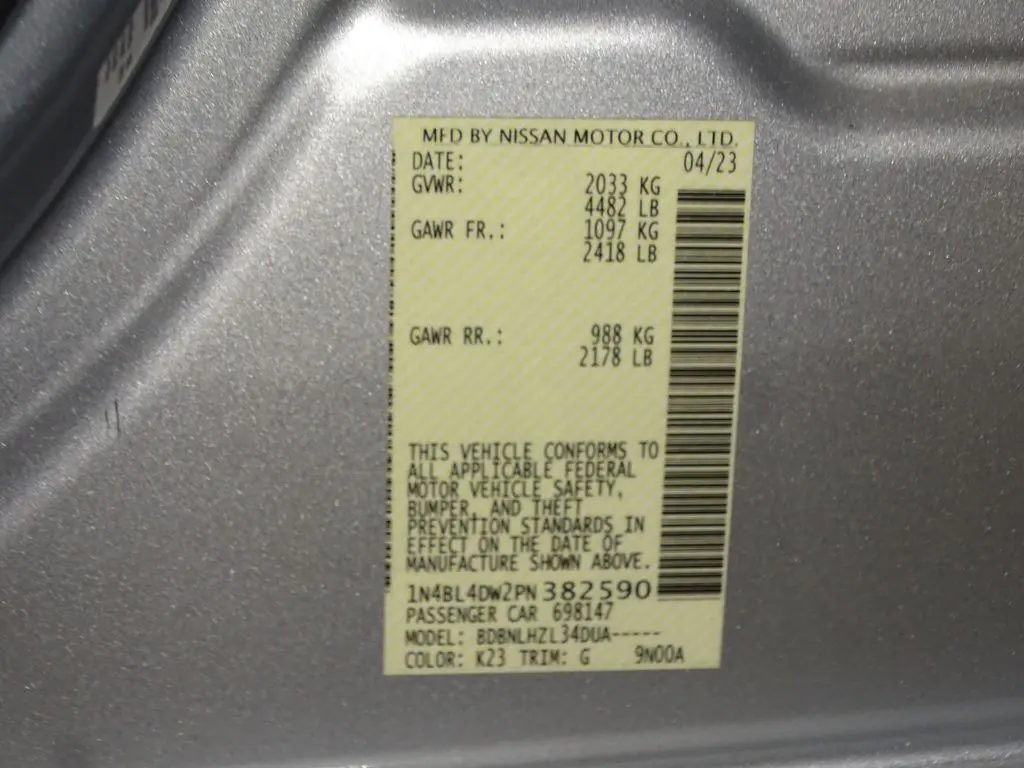 MFD BY NISSAN MOTOR CO., LTD.
DATE: 04/23
GVWR: 2033 KG
4482 LB
GAWR FR.: 1097 KG
2418 LB
GAWR RR.: 988 KG
2178 LB
THIS VEHICLE CONFORMS TO
ALL APPLICABLE FEDERAL
MOTOR VEHICLE SAFETY,
BUMPER, AND THEFT
PREVENTION STANDARDS IN
EFFECT ON THE DATE OF
MANUFACTURE SHOWN ABOVE.
1N4BL4DW2PN382590
PASSENGER CAR 698147
MODEL: BDBNLHZL34DUA-----
COLOR: K23 TRIM: G 9N00A